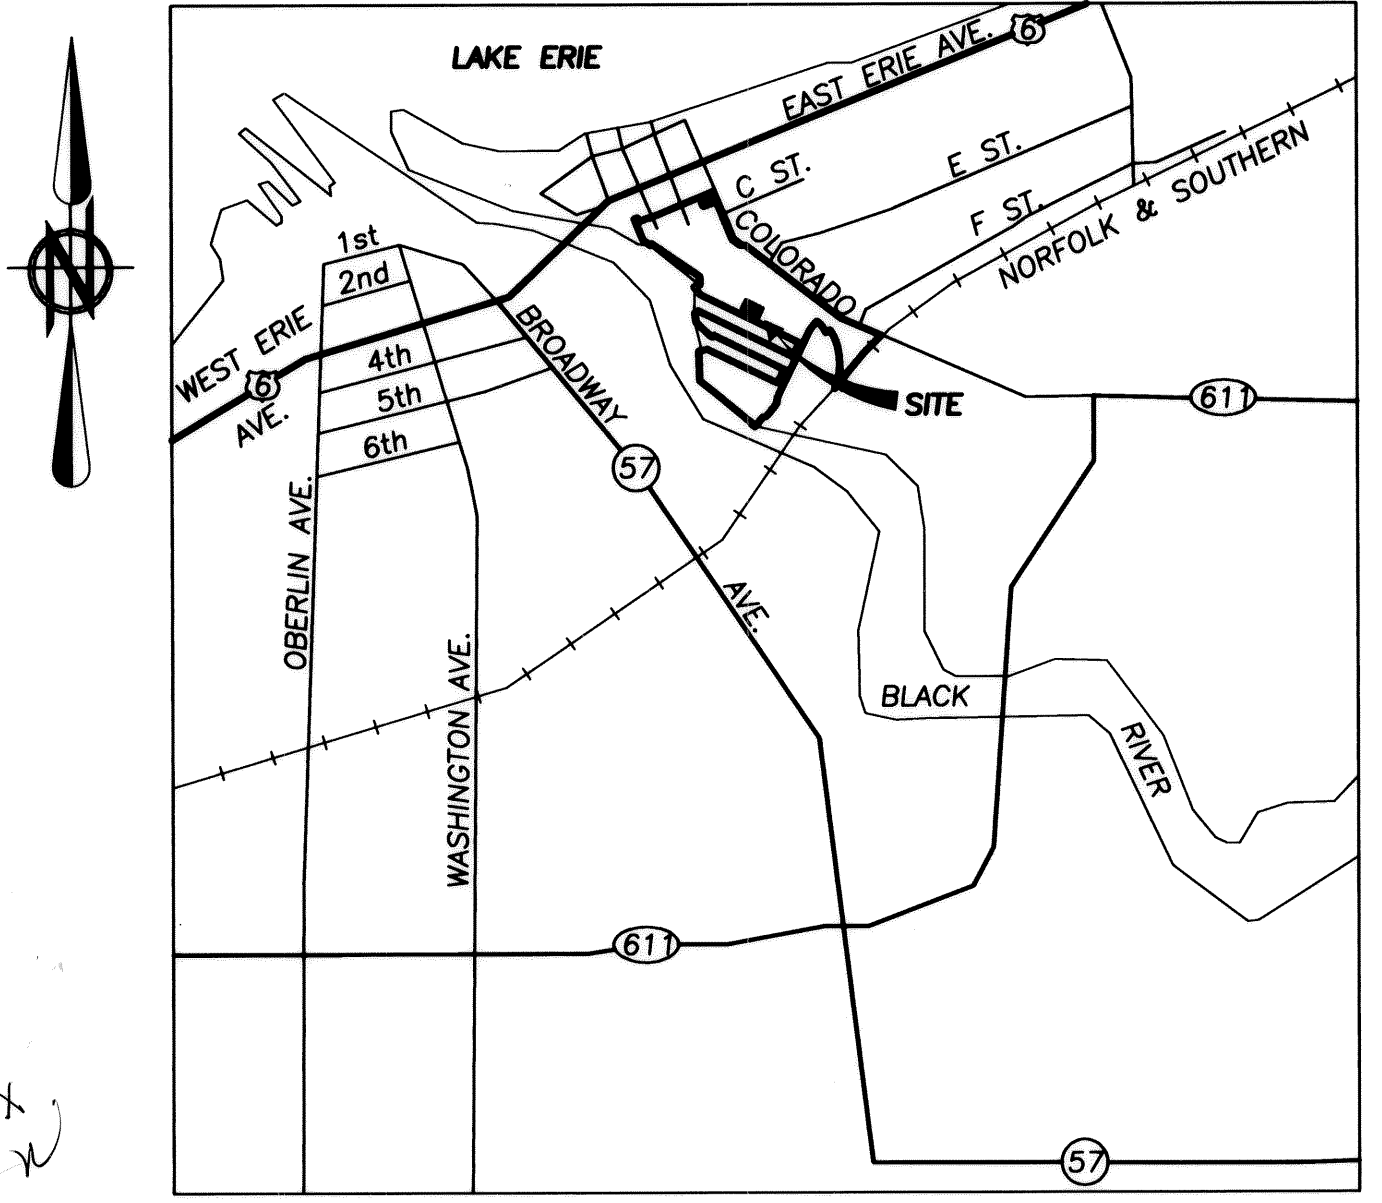 LAKE ERIE
EAST ERIE AVE.
6
C ST.
E ST.
F ST.
NORFOLK & SOUTHERN
COLORADO
N
1st
2nd
WEST ERIE
AVE.
6
4th
5th
6th
BROADWAY
AVE.
57
SITE
611
OBERLIN AVE.
WASHINGTON AVE.
BLACK
RIVER
611
57